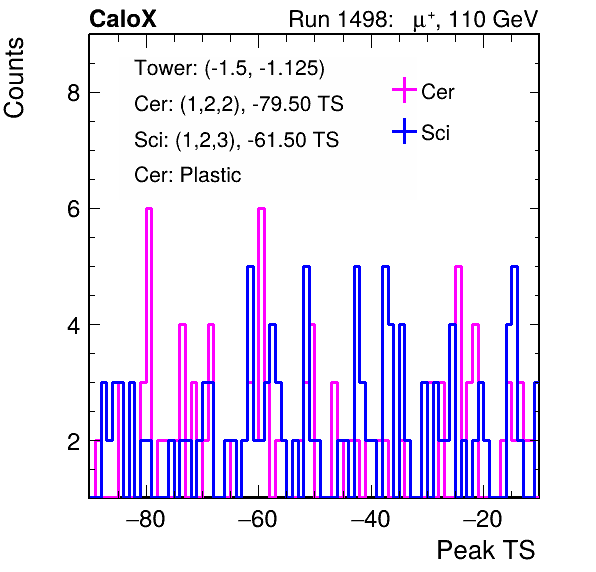 CaloX Run 1498: μ⁺, 110 GeV
Counts
Tower: (-1.5, -1.125)
Cer: (1,2,2), -79.50 TS
Sci: (1,2,3), -61.50 TS
Cer: Plastic
Cer
Sci
8
6
4
2
−80 −60 −40 −20
Peak TS